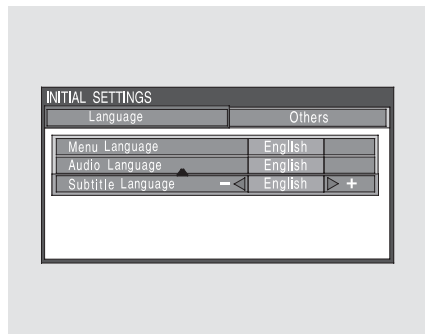 INITIAL SETTINGS
Language Others
Menu Language English
Audio Language English
Subtitle Language − English +